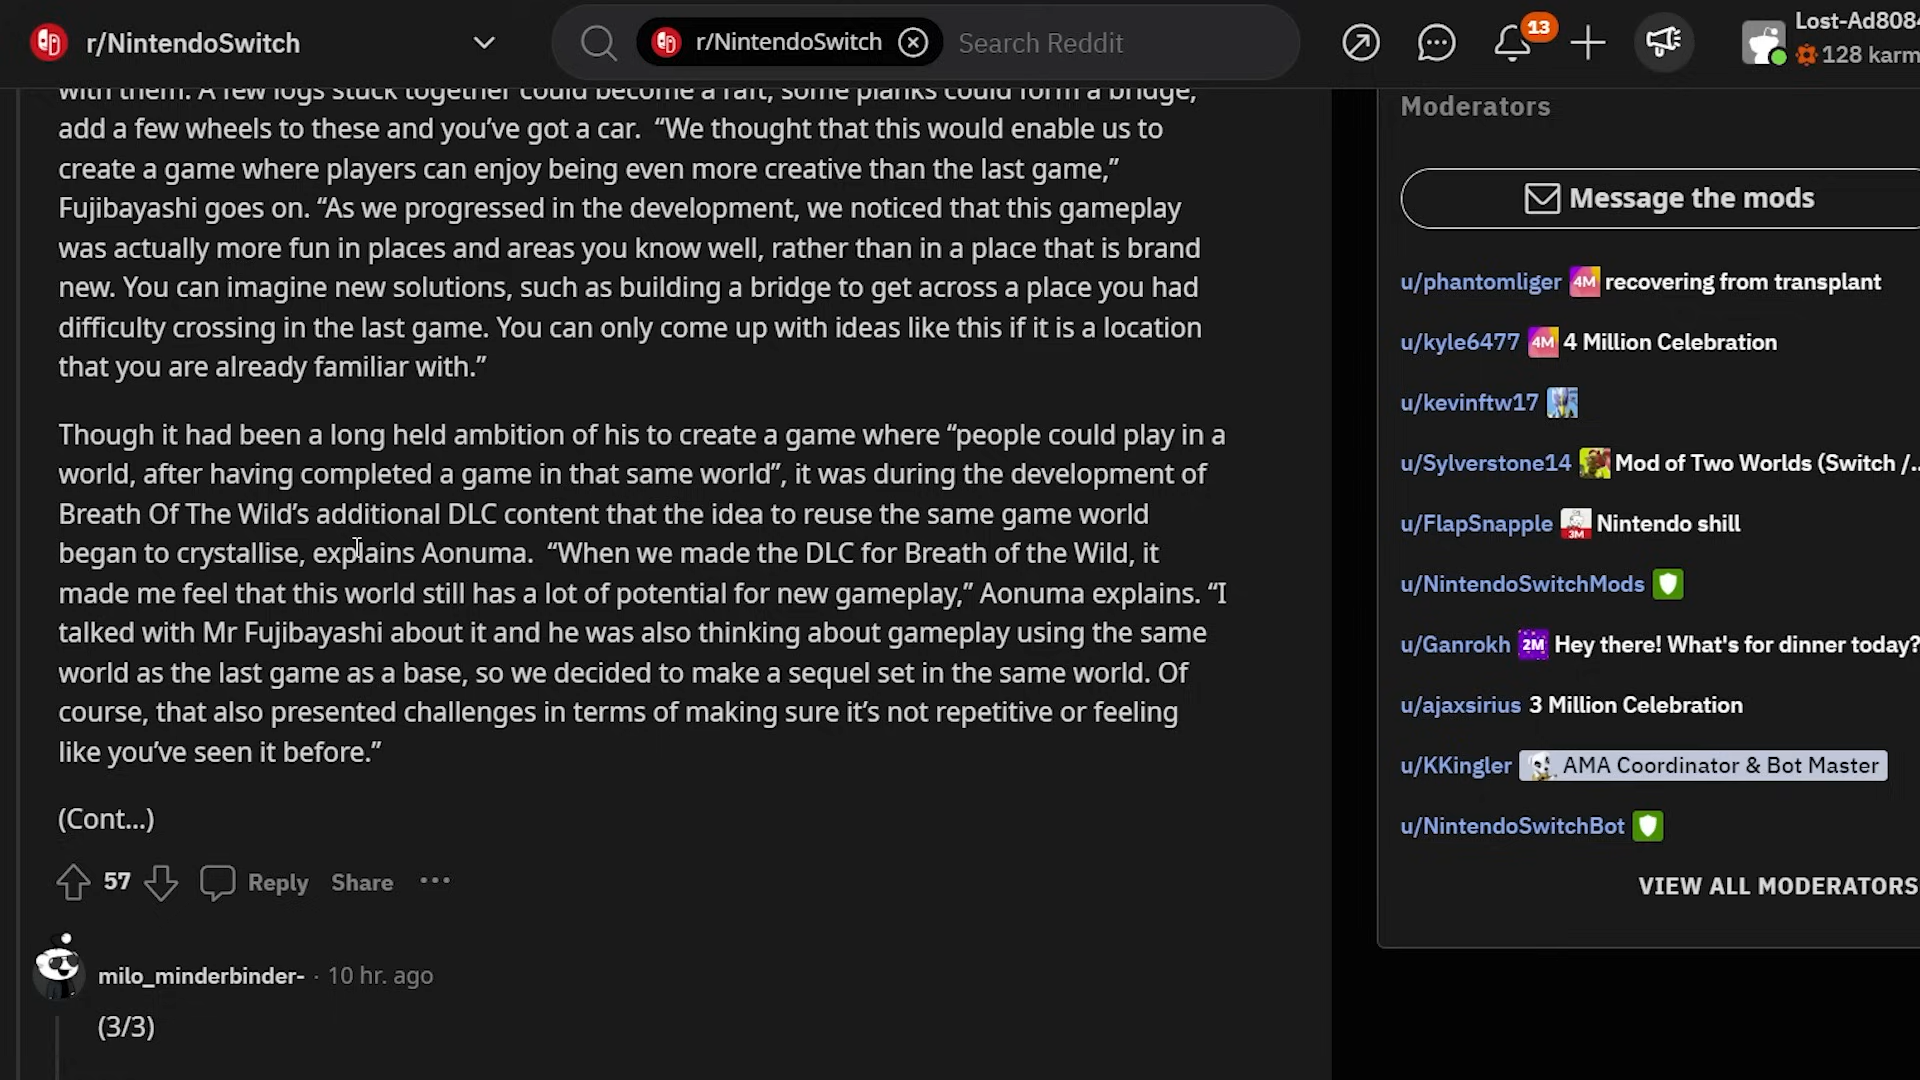 r/NintendoSwitch
r/NintendoSwitch
Search Reddit
13
Lost-Ad808
128 karm
with them. A few logs stuck together could become a raft, some planks could form a bridge,
add a few wheels to these and you’ve got a car.  “We thought that this would enable us to
create a game where players can enjoy being even more creative than the last game,”
Fujibayashi goes on. “As we progressed in the development, we noticed that this gameplay
was actually more fun in places and areas you know well, rather than in a place that is brand
new. You can imagine new solutions, such as building a bridge to get across a place you had
difficulty crossing in the last game. You can only come up with ideas like this if it is a location
that you are already familiar with.”
Though it had been a long held ambition of his to create a game where “people could play in a
world, after having completed a game in that same world”, it was during the development of
Breath Of The Wild’s additional DLC content that the idea to reuse the same game world
began to crystallise, explains Aonuma.  “When we made the DLC for Breath of the Wild, it
made me feel that this world still has a lot of potential for new gameplay,” Aonuma explains. “I
talked with Mr Fujibayashi about it and he was also thinking about gameplay using the same
world as the last game as a base, so we decided to make a sequel set in the same world. Of
course, that also presented challenges in terms of making sure it’s not repetitive or feeling
like you’ve seen it before.”
(Cont...)
57
Reply
Share
milo_minderbinder- · 10 hr. ago
(3/3)
Moderators
Message the mods
u/phantomliger 4M recovering from transplant
u/kyle6477 4M 4 Million Celebration
u/kevinftw17
u/Sylverstone14 Mod of Two Worlds (Switch /...
u/FlapSnapple 3M Nintendo shill
u/NintendoSwitchMods
u/Ganrokh 2M Hey there! What's for dinner today?
u/ajaxsirius 3 Million Celebration
u/KKingler AMA Coordinator & Bot Master
u/NintendoSwitchBot
VIEW ALL MODERATORS